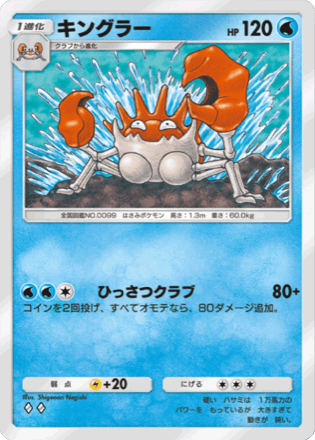 1進化
キングラー
HP 120
クラブから進化
全国図鑑NO.0099 はさみポケモン 高さ:1.3m 重さ:60.0kg
ひっさつクラブ 80+
コインを2回投げ、すべてオモテなら、80ダメージ追加。
弱点 +20 にげる
Illus. Shigenori Negishi
硬い ハサミは 1万馬力の
パワーを もっているが 大きすぎて
動きが 鈍い。